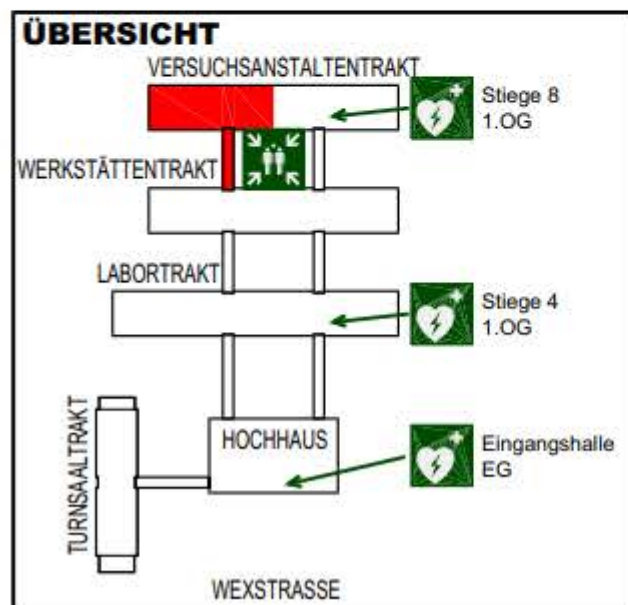 ÜBERSICHT
VERSUCHSANSTALTENTRAKT
Stiege 8
1.OG
WERKSTÄTTENTRAKT
LABORTRAKT
Stiege 4
1.OG
TURNSAALTRAKT
HOCHHAUS
Eingangshalle
EG
WEXSTRASSE